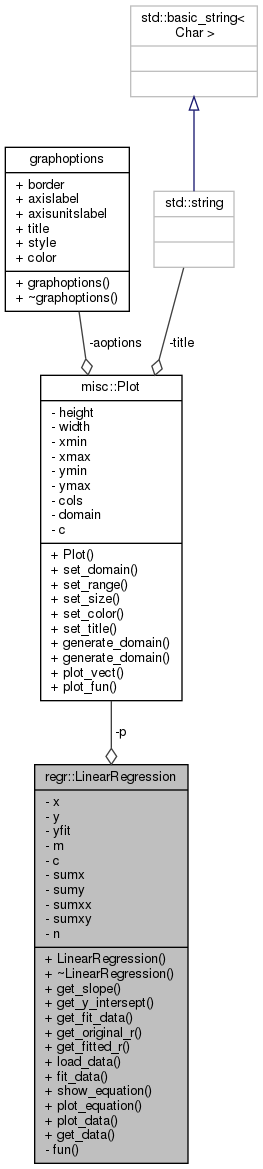 std::basic_string<
Char >
graphoptions
+ border
+ axislabel
+ axisunitslabel
+ title
+ style
+ color
+ graphoptions()
+ ~graphoptions()
std::string
-aoptions
-title
misc::Plot
- height
- width
- xmin
- xmax
- ymin
- ymax
- cols
- domain
- c
+ Plot()
+ set_domain()
+ set_range()
+ set_size()
+ set_color()
+ set_title()
+ generate_domain()
+ generate_domain()
+ plot_vect()
+ plot_fun()
-p
regr::LinearRegression
- x
- y
- yfit
- m
- c
- sumx
- sumy
- sumxx
- sumxy
- n
+ LinearRegression()
+ ~LinearRegression()
+ get_slope()
+ get_y_intersept()
+ get_fit_data()
+ get_original_r()
+ get_fitted_r()
+ load_data()
+ fit_data()
+ show_equation()
+ plot_equation()
+ plot_data()
+ get_data()
- fun()